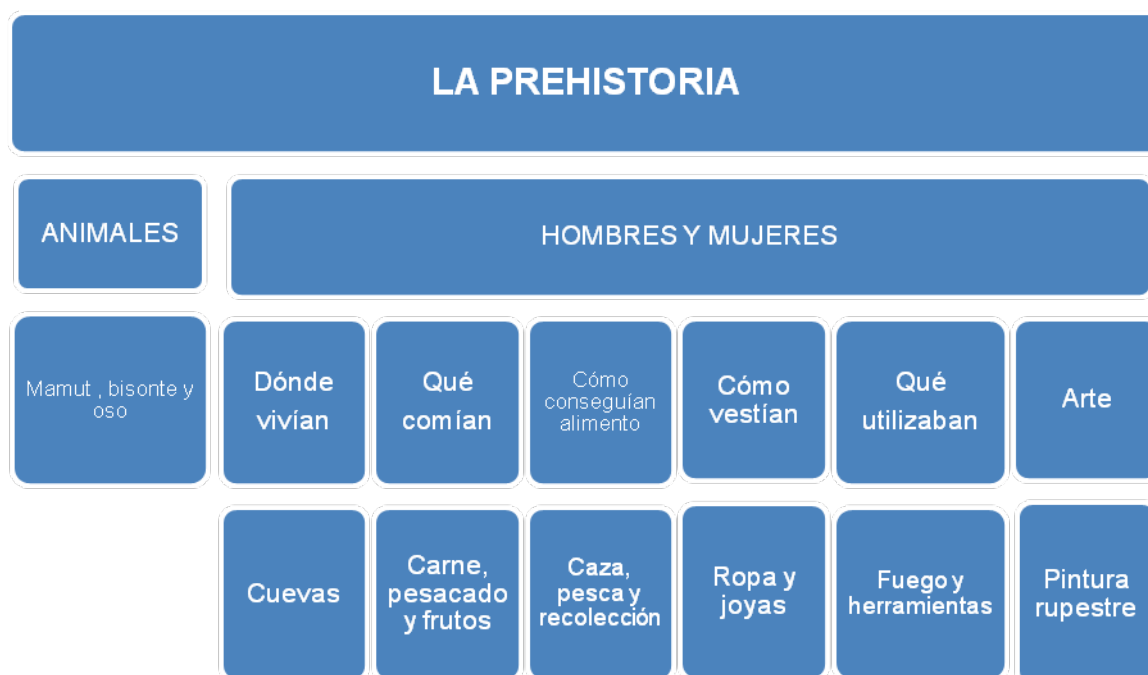 LA PREHISTORIA
ANIMALES
HOMBRES Y MUJERES
Mamut , bisonte y
oso
Dónde
vivían
Qué
comían
Cómo
conseguían
alimento
Cómo
vestían
Qué
utilizaban
Arte
Cuevas
Carne,
pesacado
y frutos
Caza,
pesca y
recolección
Ropa y
joyas
Fuego y
herramientas
Pintura
rupestre